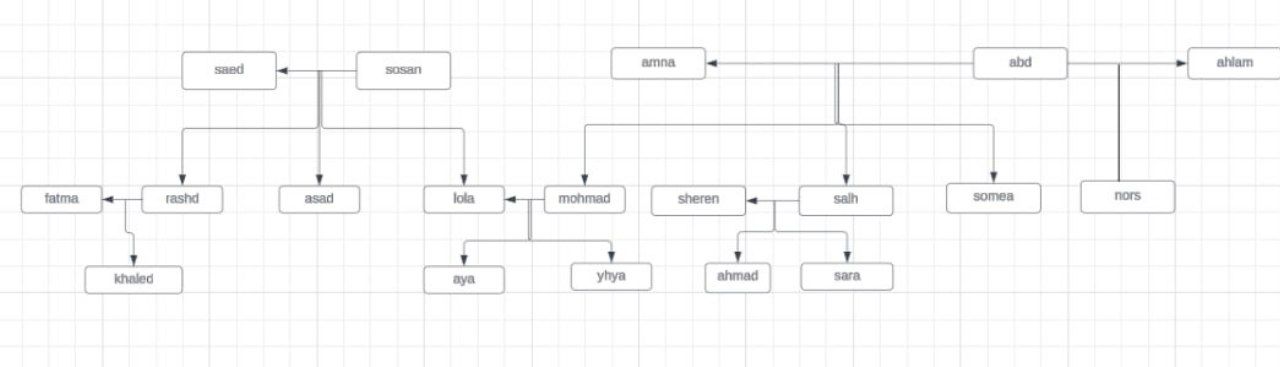 saed
sosan
amna
abd
ahlam
fatma
rashd
asad
lola
mohmad
sheren
salh
somea
nors
khaled
aya
yhya
ahmad
sara